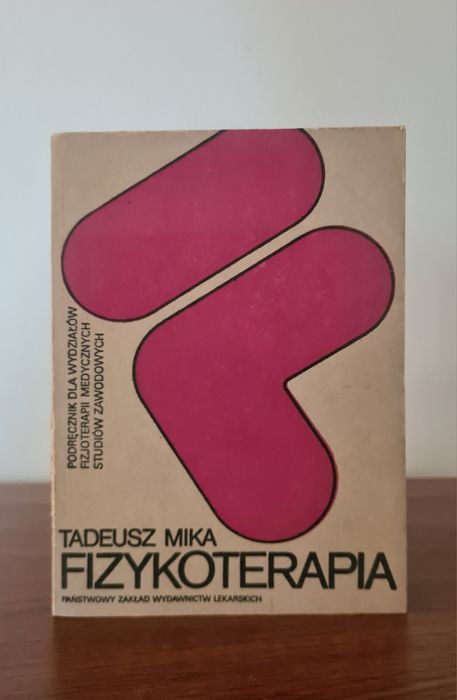 PODRĘCZNIK DLA WYDZIAŁÓW
FIZJOTERAPII MEDYCZNYCH
STUDIÓW ZAWODOWYCH
TADEUSZ MIKA
FIZYKOTERAPIA
PAŃSTWOWY ZAKŁAD WYDAWNICTW LEKARSKICH